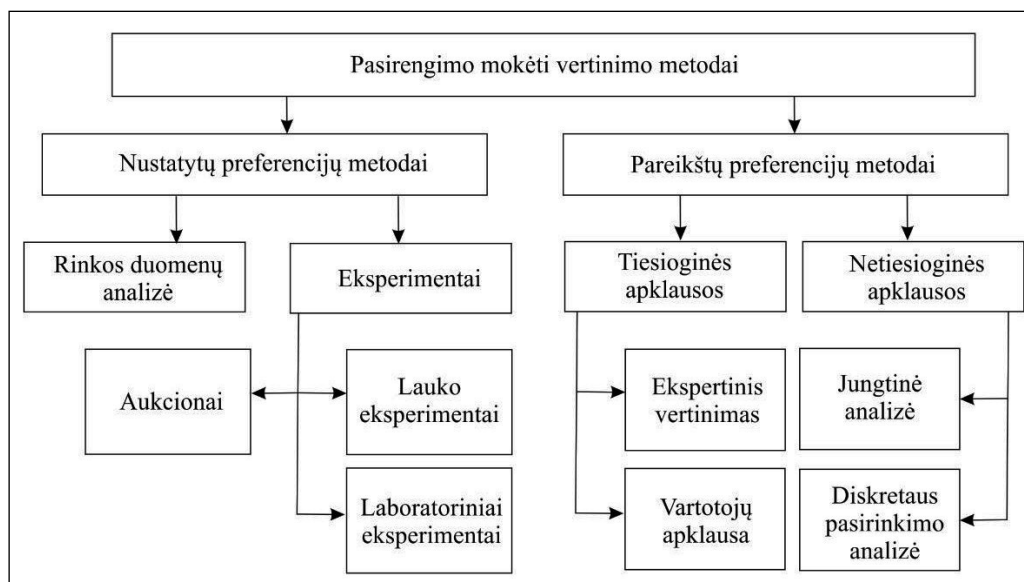 Pasirengimo mokėti vertinimo metodai
Nustatytų preferencijų metodai
Pareikštų preferencijų metodai
Rinkos duomenų
analizė
Eksperimentai
Tiesioginės
apklausos
Netiesioginės
apklausos
Aukcionai
Lauko
eksperimentai
Ekspertinis
vertinimas
Jungtinė
analizė
Laboratoriniai
eksperimentai
Vartotojų
apklausa
Diskretaus
pasirinkimo
analizė